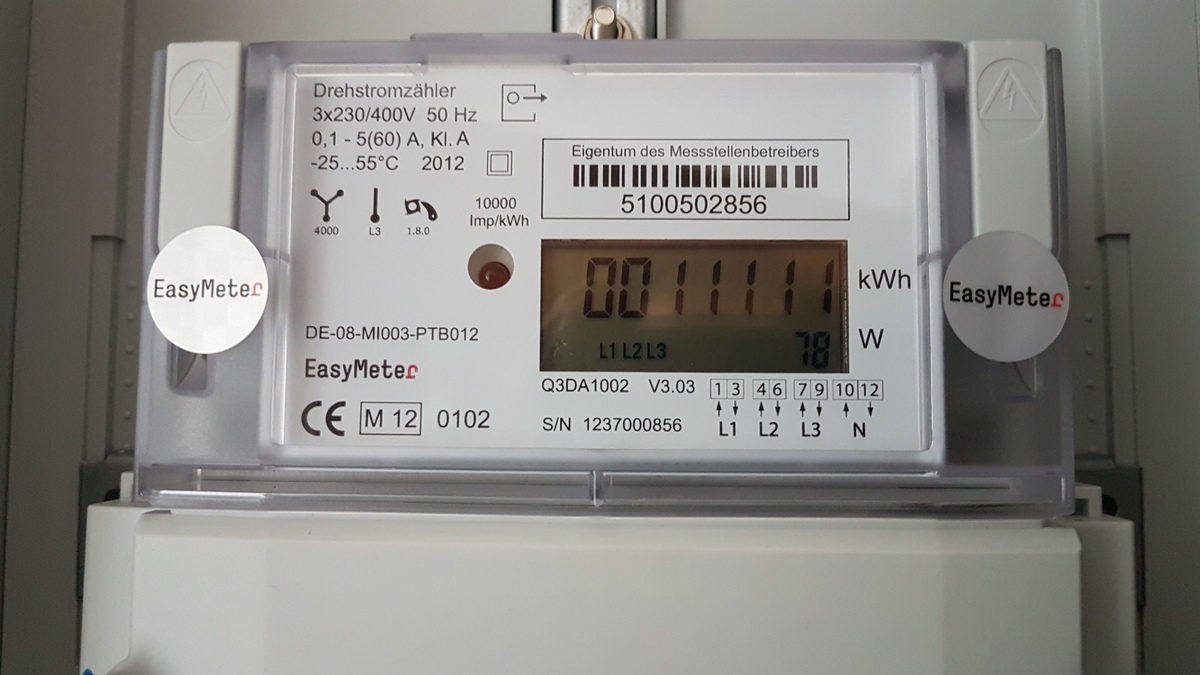 Drehstromzähler
3x230/400V 50 Hz
0,1 - 5(60) A, Kl. A
-25...55°C 2012
4000 L3 1.8.0
10000
Imp/kWh
Eigentum des Messstellenbetreibers
5100502856
0011111 kWh
L1 L2 L3 78 W
EasyMeter
EasyMeter
DE-08-MI003-PTB012
EasyMeter
CE M 12 0102
Q3DA1002 V3.03 1 3 4 6 7 9 10 12
S/N 1237000856 L1 L2 L3 N